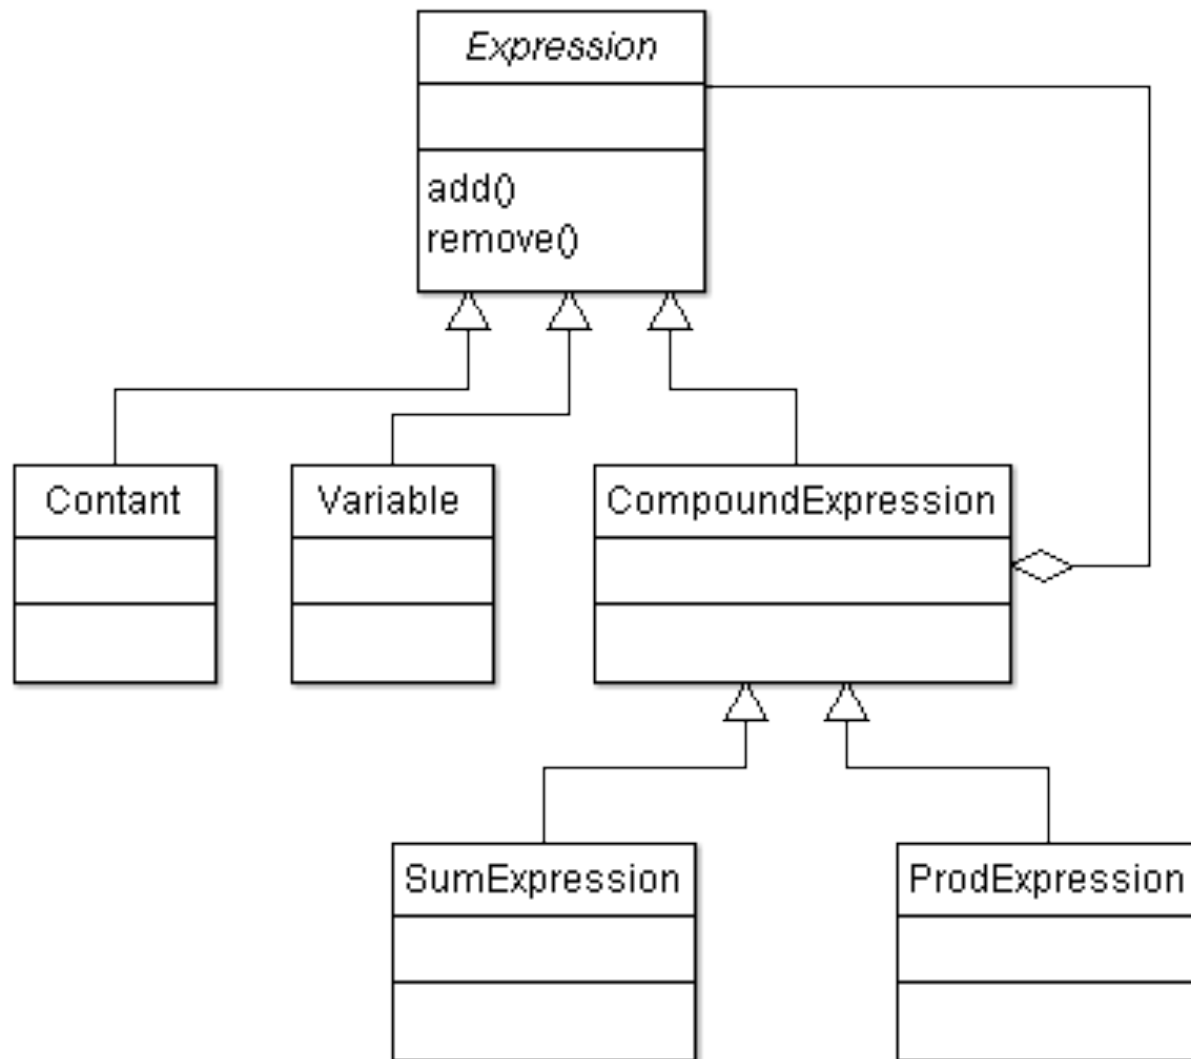 Expression
add()
remove()
Contant
Variable
CompoundExpression
SumExpression
ProdExpression